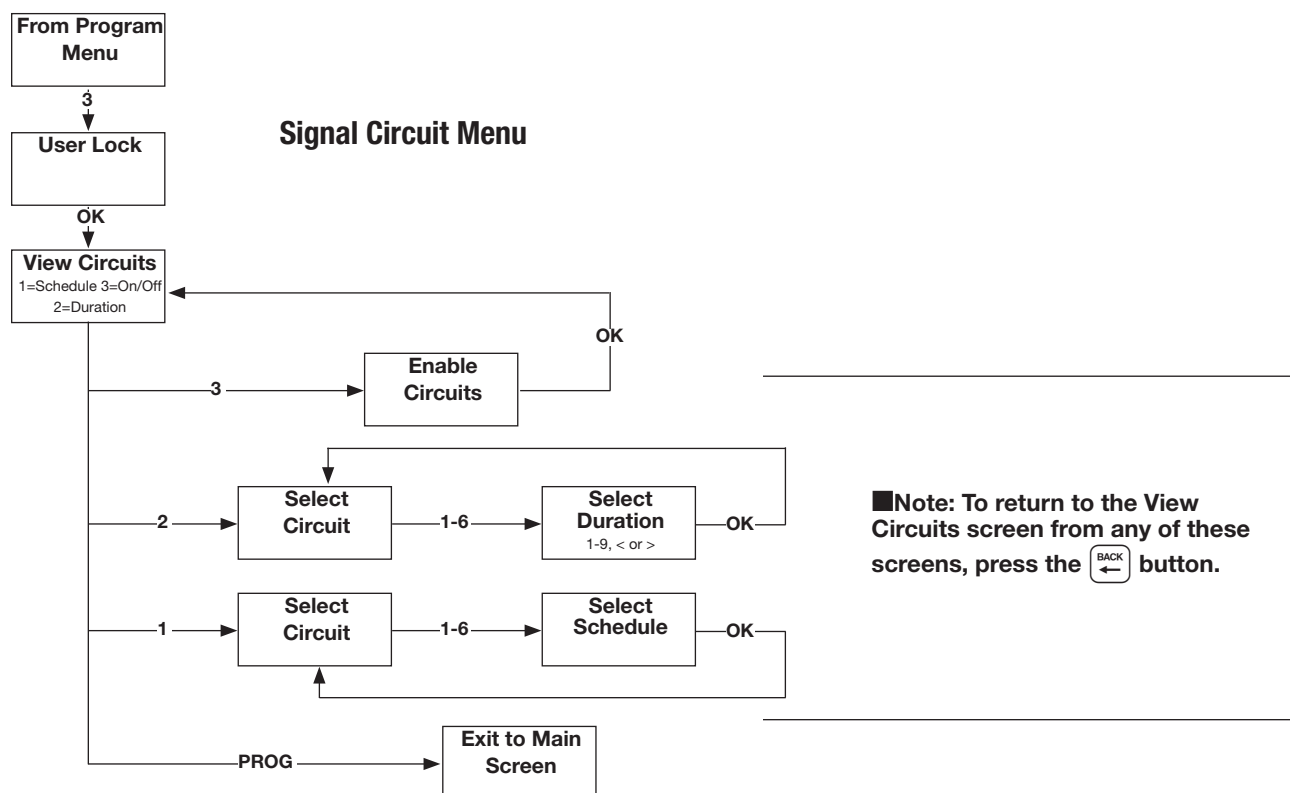 From Program
Menu
3
User Lock
Signal Circuit Menu
OK
View Circuits
1=Schedule 3=On/Off
2=Duration
OK
3
Enable
Circuits
2
Select
Circuit
1-6
Select
Duration
1-9, < or >
OK
■Note: To return to the View
Circuits screen from any of these
screens, press the BACK ← button.
1
Select
Circuit
1-6
Select
Schedule
OK
PROG
Exit to Main
Screen